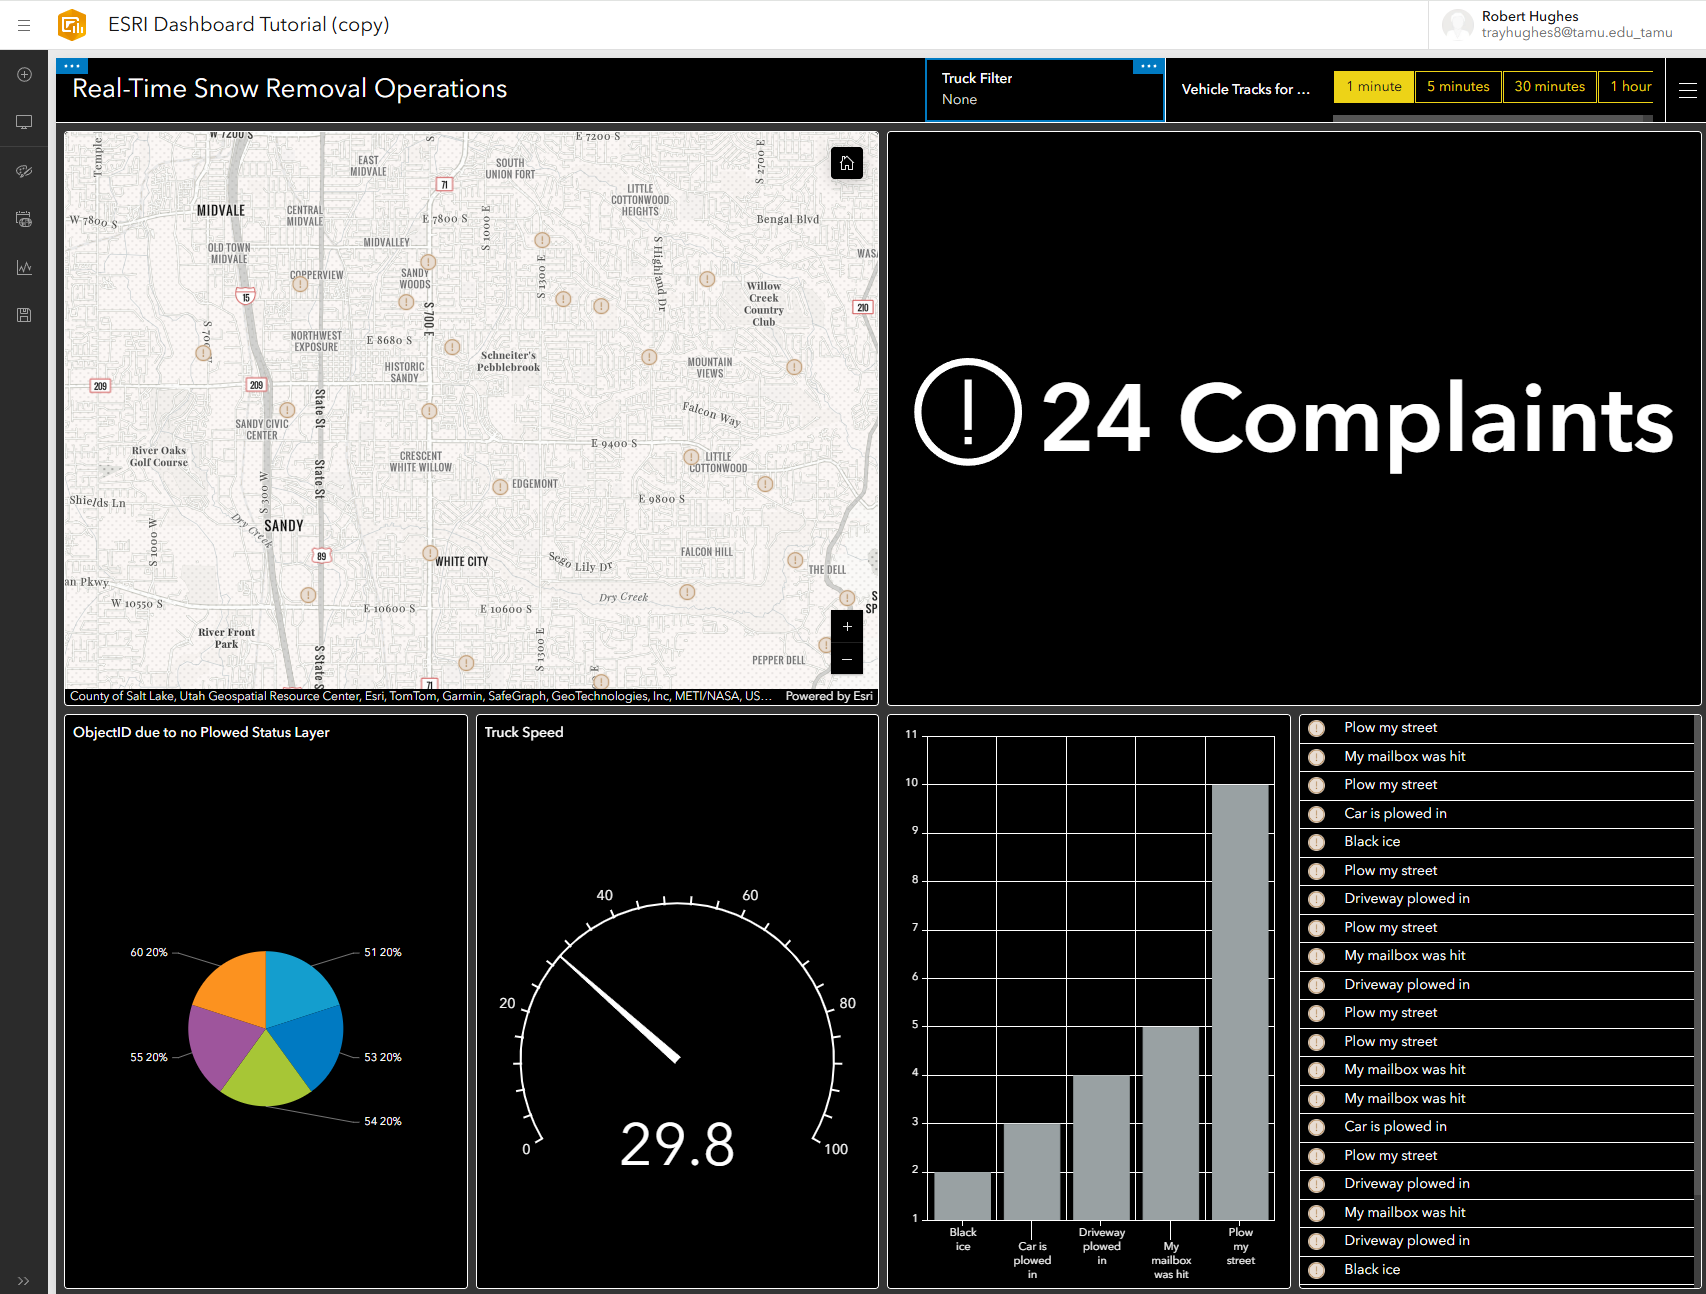 ESRI Dashboard Tutorial (copy)
Robert Hughes
trayhughes8@tamu.edu_tamu
Real-Time Snow Removal Operations
Truck Filter
None
Vehicle Tracks for ...
1 minute
5 minutes
30 minutes
1 hour
W 7200 S
E 7200 S
Temple
S 2700 E
EAST
MIDVALE
SOUTH
UNION FORT
71
LITTLE
COTTONWOOD
HEIGHTS
MIDVALE
CENTRAL
MIDVALE
W 7800 S
E 7800 S
S 1000 E
Bengal Blvd
OLD TOWN
MIDVALE
MIDVALLEY
S Highland Dr
WASA
COPPERVIEW
SANDY
WOODS
S 1300 E
15
Willow
Creek
Country
Club
210
S 700 E
NORTHWEST
EXPOSURE
E 8680 S
Schneiter's
Pebblebrook
HISTORIC
SANDY
MOUNTAIN
VIEWS
209
209
State St
Falcon Way
SANDY CIVIC
CENTER
E 9400 S
River Oaks
Golf Course
CRESCENT
WHITE WILLOW
LITTLE
COTTONWOOD
State St
S 300 W
EDGEMONT
E 9800 S
Shields Ln
Dry Creek
SANDY
S 1000 W
89
WHITE CITY
Sego Lily Dr
FALCON HILL
THE DELL
an Pkwy
W 10550 S
E 10600 S
E 10600 S
Dry Creek
S
SP
River Front
Park
S State S
S 1300 E
PEPPER DELL
71
+
–
County of Salt Lake, Utah Geospatial Resource Center, Esri, TomTom, Garmin, SafeGraph, GeoTechnologies, Inc, METI/NASA, US...
Powered by Esri
24 Complaints
ObjectID due to no Plowed Status Layer
60 20%
51 20%
55 20%
53 20%
54 20%
Truck Speed
0
20
40
60
80
100
29.8
11
10
9
8
7
6
5
4
3
2
1
Black
ice
Car is
plowed
in
Driveway
plowed
in
My
mailbox
was hit
Plow
my
street
Plow my street
My mailbox was hit
Plow my street
Car is plowed in
Black ice
Plow my street
Driveway plowed in
Plow my street
My mailbox was hit
Driveway plowed in
Plow my street
Plow my street
My mailbox was hit
My mailbox was hit
Car is plowed in
Plow my street
Driveway plowed in
My mailbox was hit
Driveway plowed in
Black ice